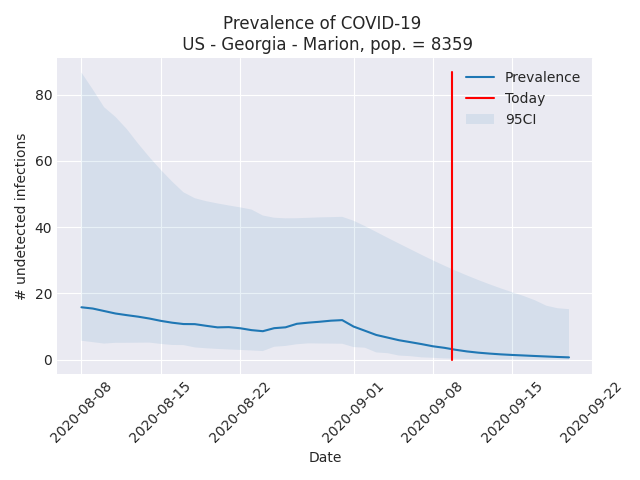 Prevalence of COVID-19
US - Georgia - Marion, pop. = 8359
Prevalence
Today
95CI
# undetected infections
80
60
40
20
0
2020-08-08
2020-08-15
2020-08-22
2020-09-01
2020-09-08
2020-09-15
2020-09-22
Date